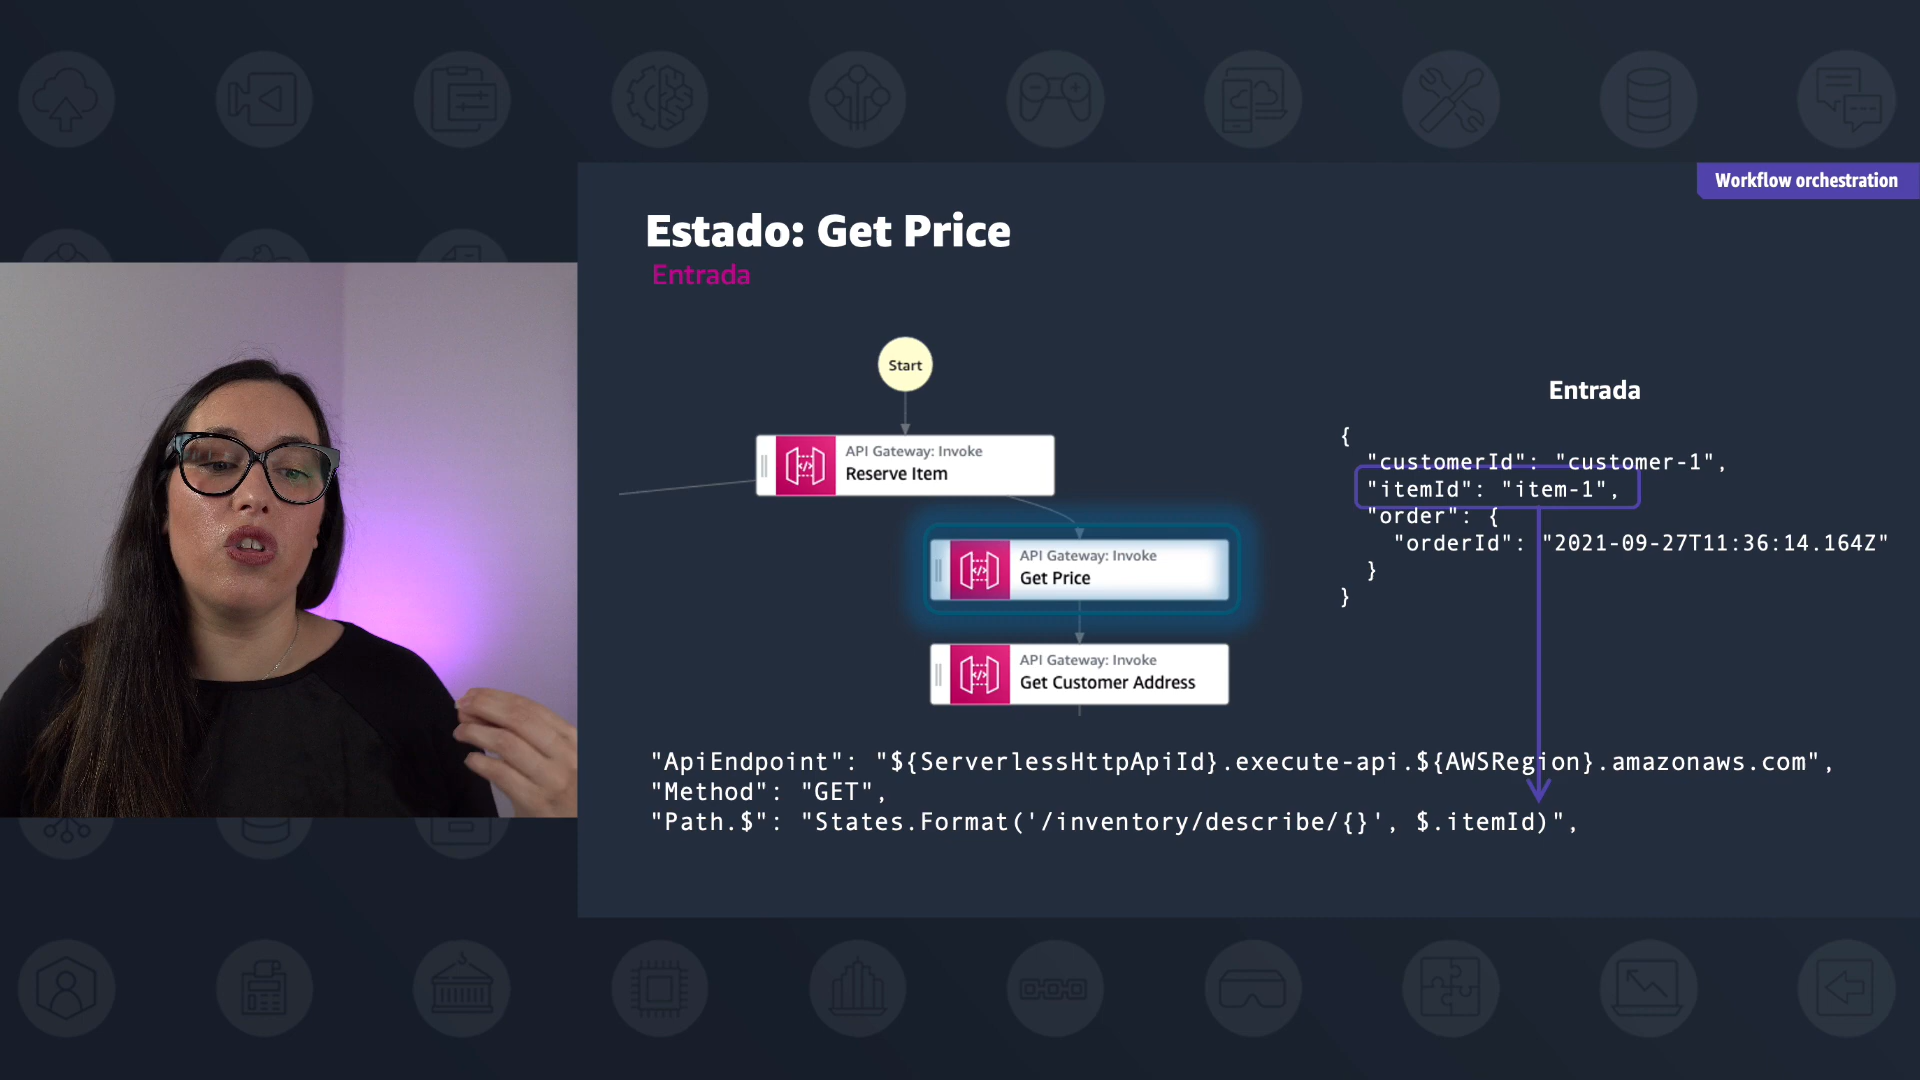 Workflow orchestration
Estado: Get Price
Entrada
Start
API Gateway: Invoke
Reserve Item
API Gateway: Invoke
Get Price
API Gateway: Invoke
Get Customer Address
Entrada
{
"customerId": "customer-1",
"itemId": "item-1",
"order": {
"orderId": "2021-09-27T11:36:14.164Z"
}
}
"ApiEndpoint": "${ServerlessHttpApiId}.execute-api.${AWSRegion}.amazonaws.com",
"Method": "GET",
"Path.$": "States.Format('/inventory/describe/{}', $.itemId)",